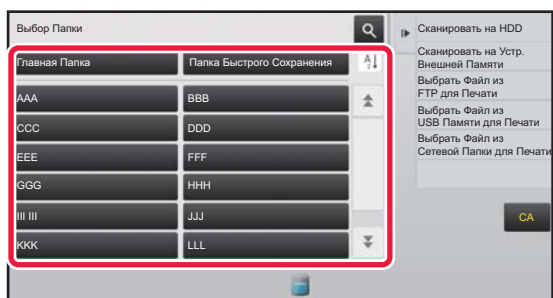 Выбор Папки
Главная Папка
Папка Быстрого Сохранения
AAA
BBB
CCC
DDD
EEE
FFF
GGG
HHH
III III
JJJ
KKK
LLL
Сканировать на HDD
Сканировать на Устр.
Внешней Памяти
Выбрать Файл из
FTP для Печати
Выбрать Файл из
USB Памяти для Печати
Выбрать Файл из
Сетевой Папки для Печати
CA